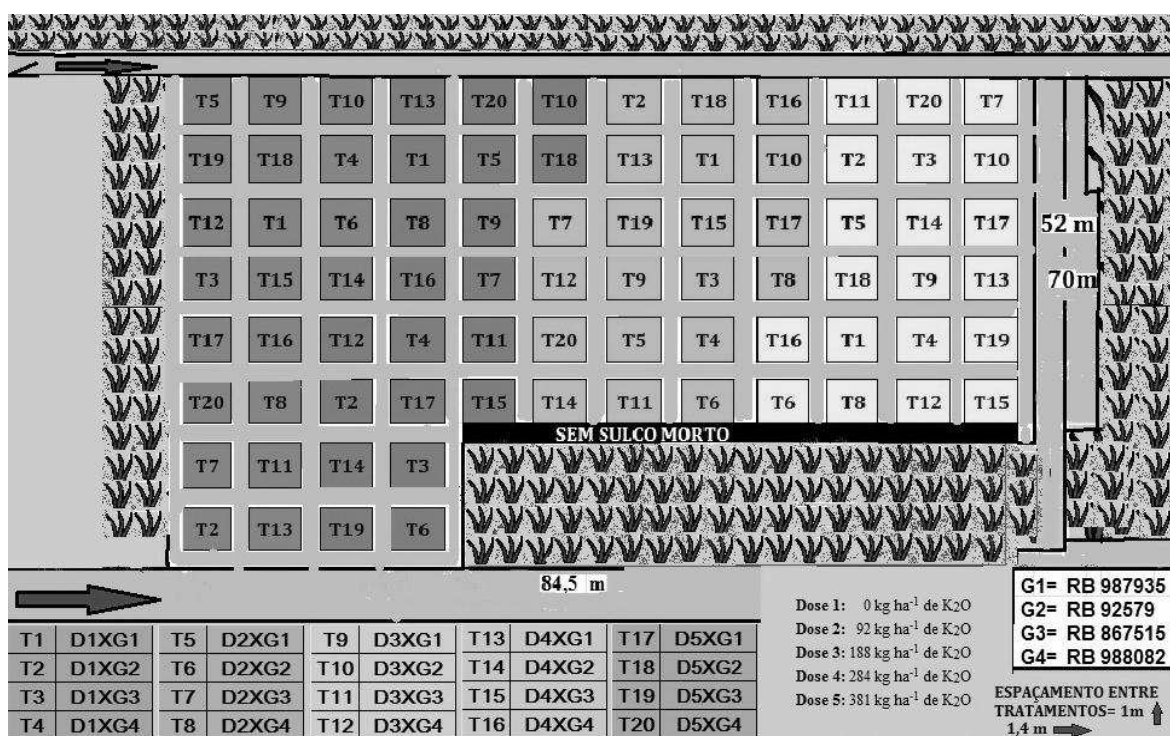 T5 T9 T10 T13 T20 T10 T2 T18 T16 T11 T20 T7
T19 T18 T4 T1 T5 T18 T13 T1 T10 T2 T3 T10
T12 T1 T6 T8 T9 T7 T19 T15 T17 T5 T14 T17
52 m
T3 T15 T14 T16 T7 T12 T9 T3 T8 T18 T9 T13
70m
T17 T16 T12 T4 T11 T20 T5 T4 T16 T1 T4 T19
T20 T8 T2 T17 T15 T14 T11 T6 T6 T8 T12 T15
SEM SULCO MORTO
T7 T11 T14 T3
T2 T13 T19 T6
84,5 m
T1 D1XG1 T5 D2XG1 T9 D3XG1 T13 D4XG1 T17 D5XG1
T2 D1XG2 T6 D2XG2 T10 D3XG2 T14 D4XG2 T18 D5XG2
T3 D1XG3 T7 D2XG3 T11 D3XG3 T15 D4XG3 T19 D5XG3
T4 D1XG4 T8 D2XG4 T12 D3XG4 T16 D4XG4 T20 D5XG4
Dose 1: 0 kg ha⁻¹ de K₂O
Dose 2: 92 kg ha⁻¹ de K₂O
Dose 3: 188 kg ha⁻¹ de K₂O
Dose 4: 284 kg ha⁻¹ de K₂O
Dose 5: 381 kg ha⁻¹ de K₂O
G1= RB 987935
G2= RB 92579
G3= RB 867515
G4= RB 988082
ESPAÇAMENTO ENTRE
TRATAMENTOS= 1m
1,4 m